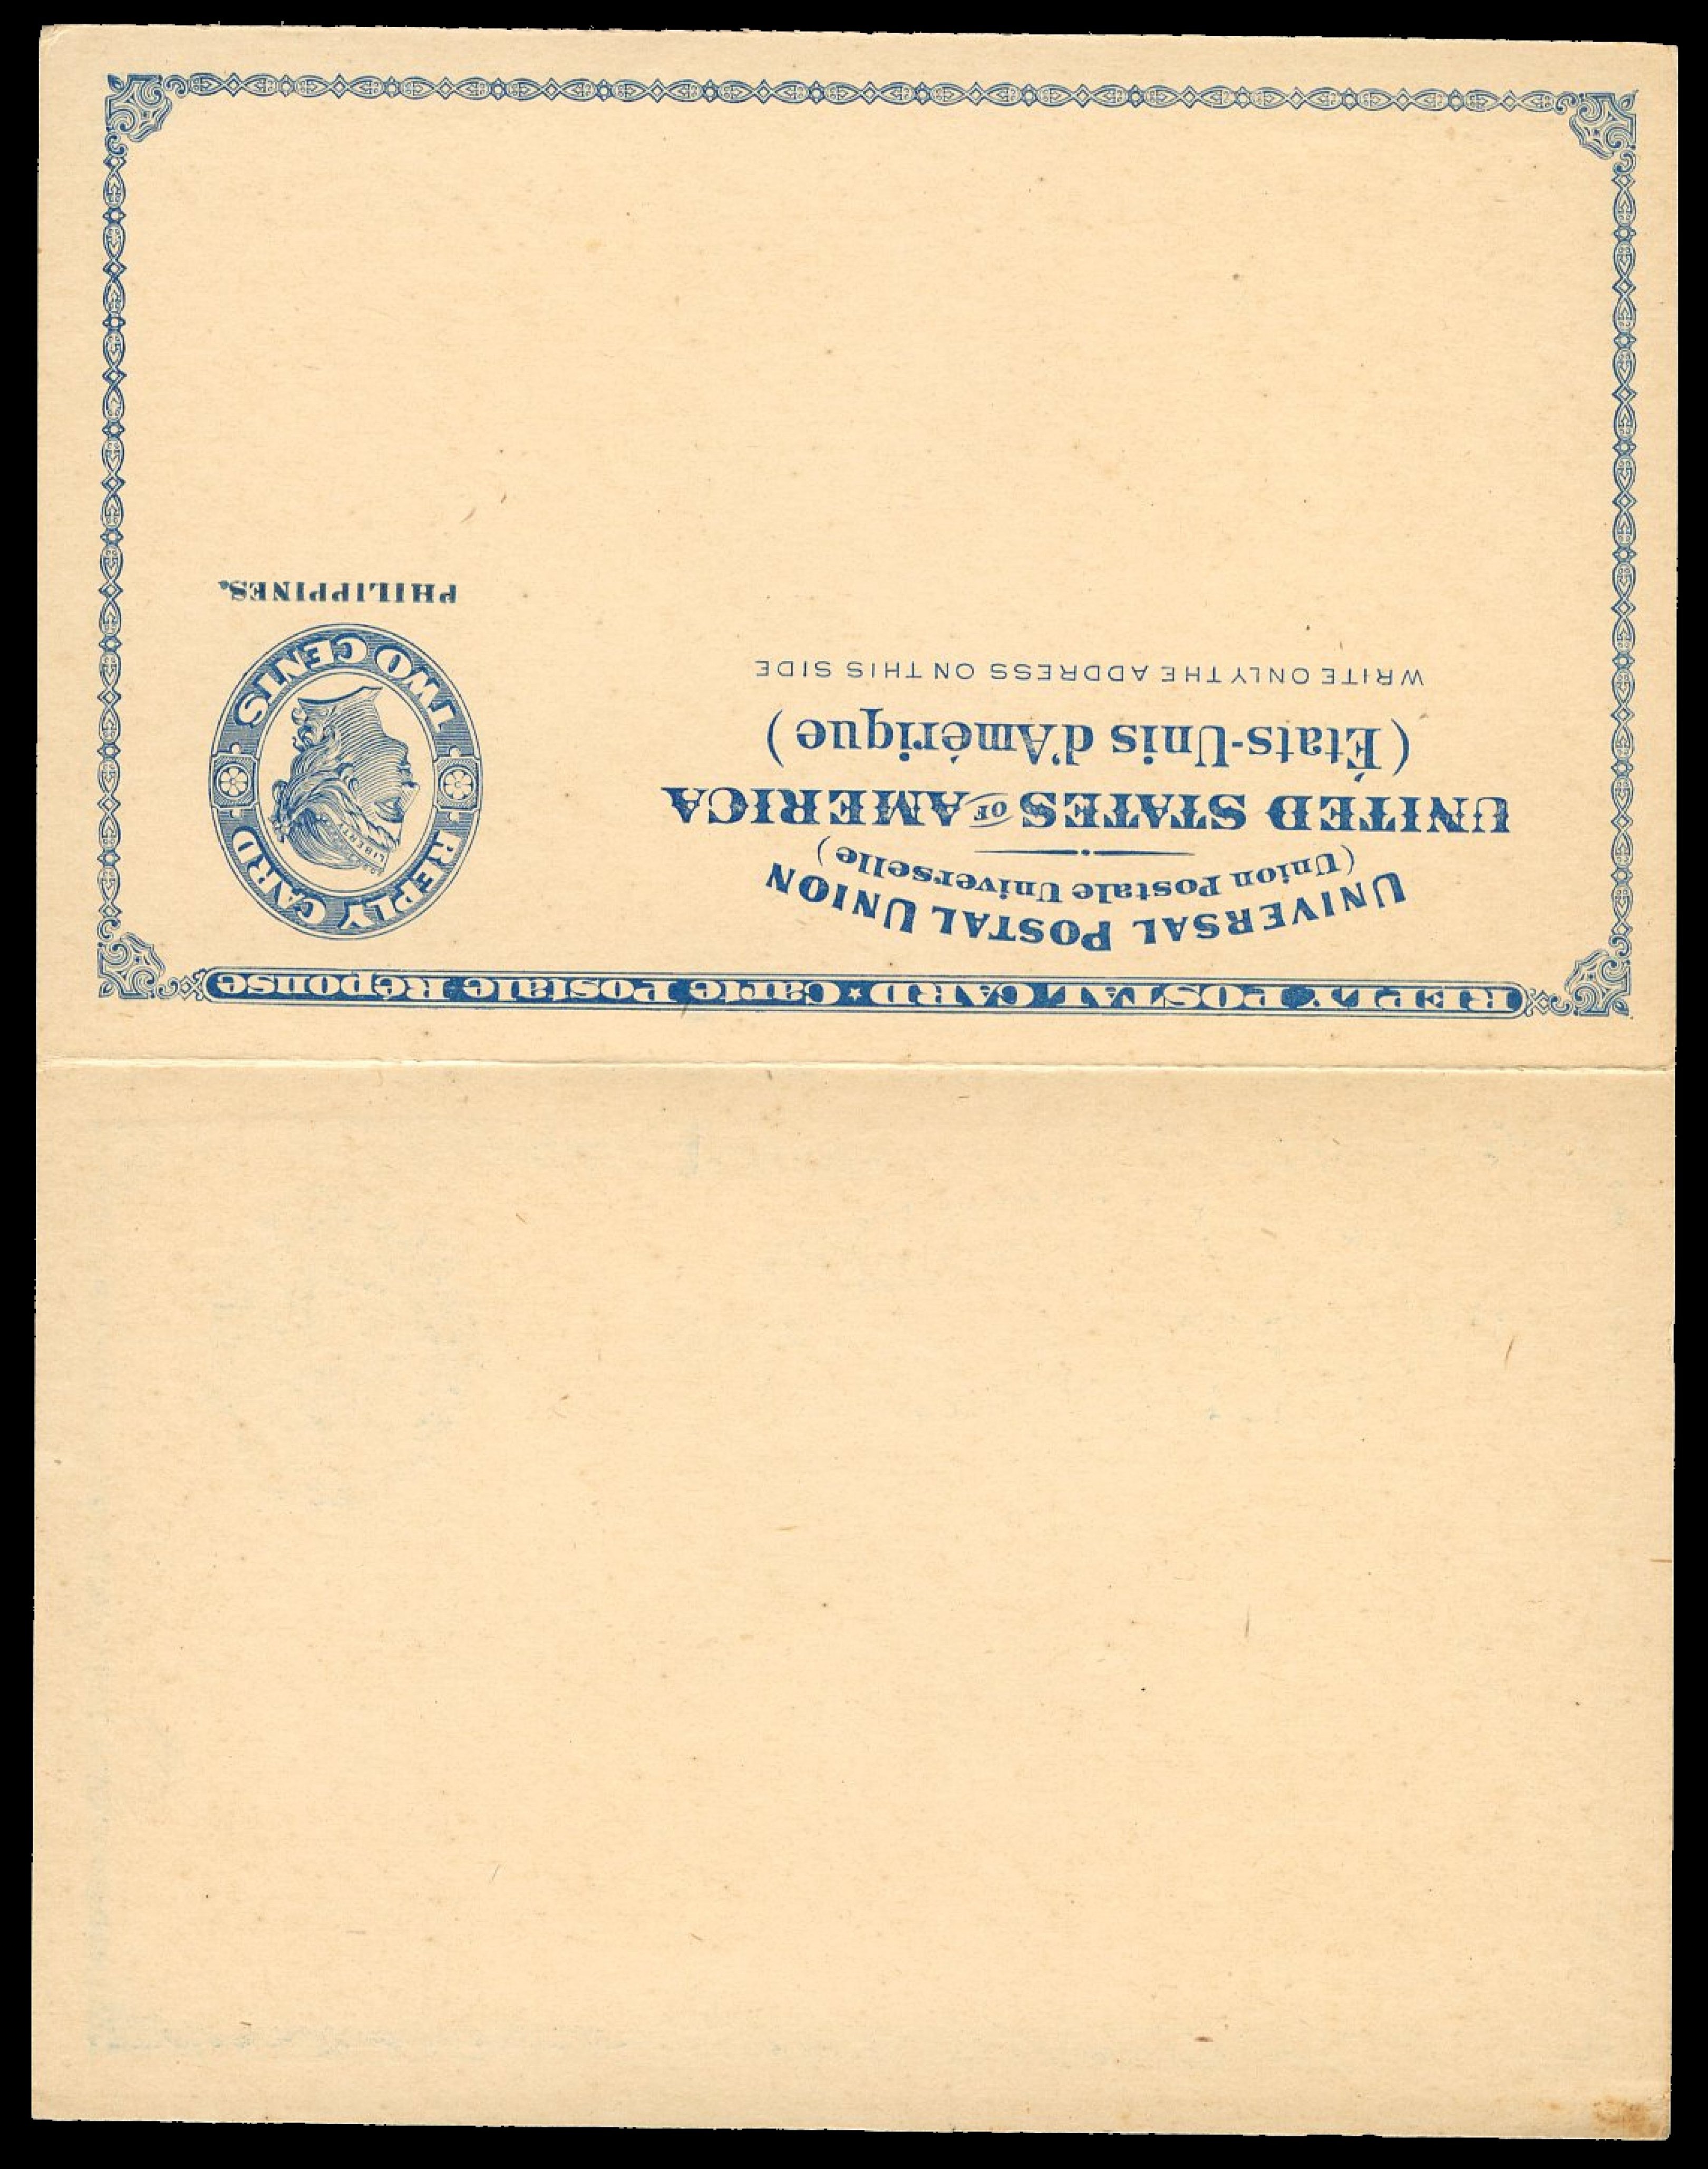 REPLY POSTAL CARD ★ Carte Postale Réponse
UNIVERSAL POSTAL UNION
(Union Postale Universelle)
UNITED STATES OF AMERICA
(États-Unis d'Amérique)
WRITE ONLY THE ADDRESS ON THIS SIDE
REPLY CARD
LIBERTY
TWO CENTS
PHILIPPINES.